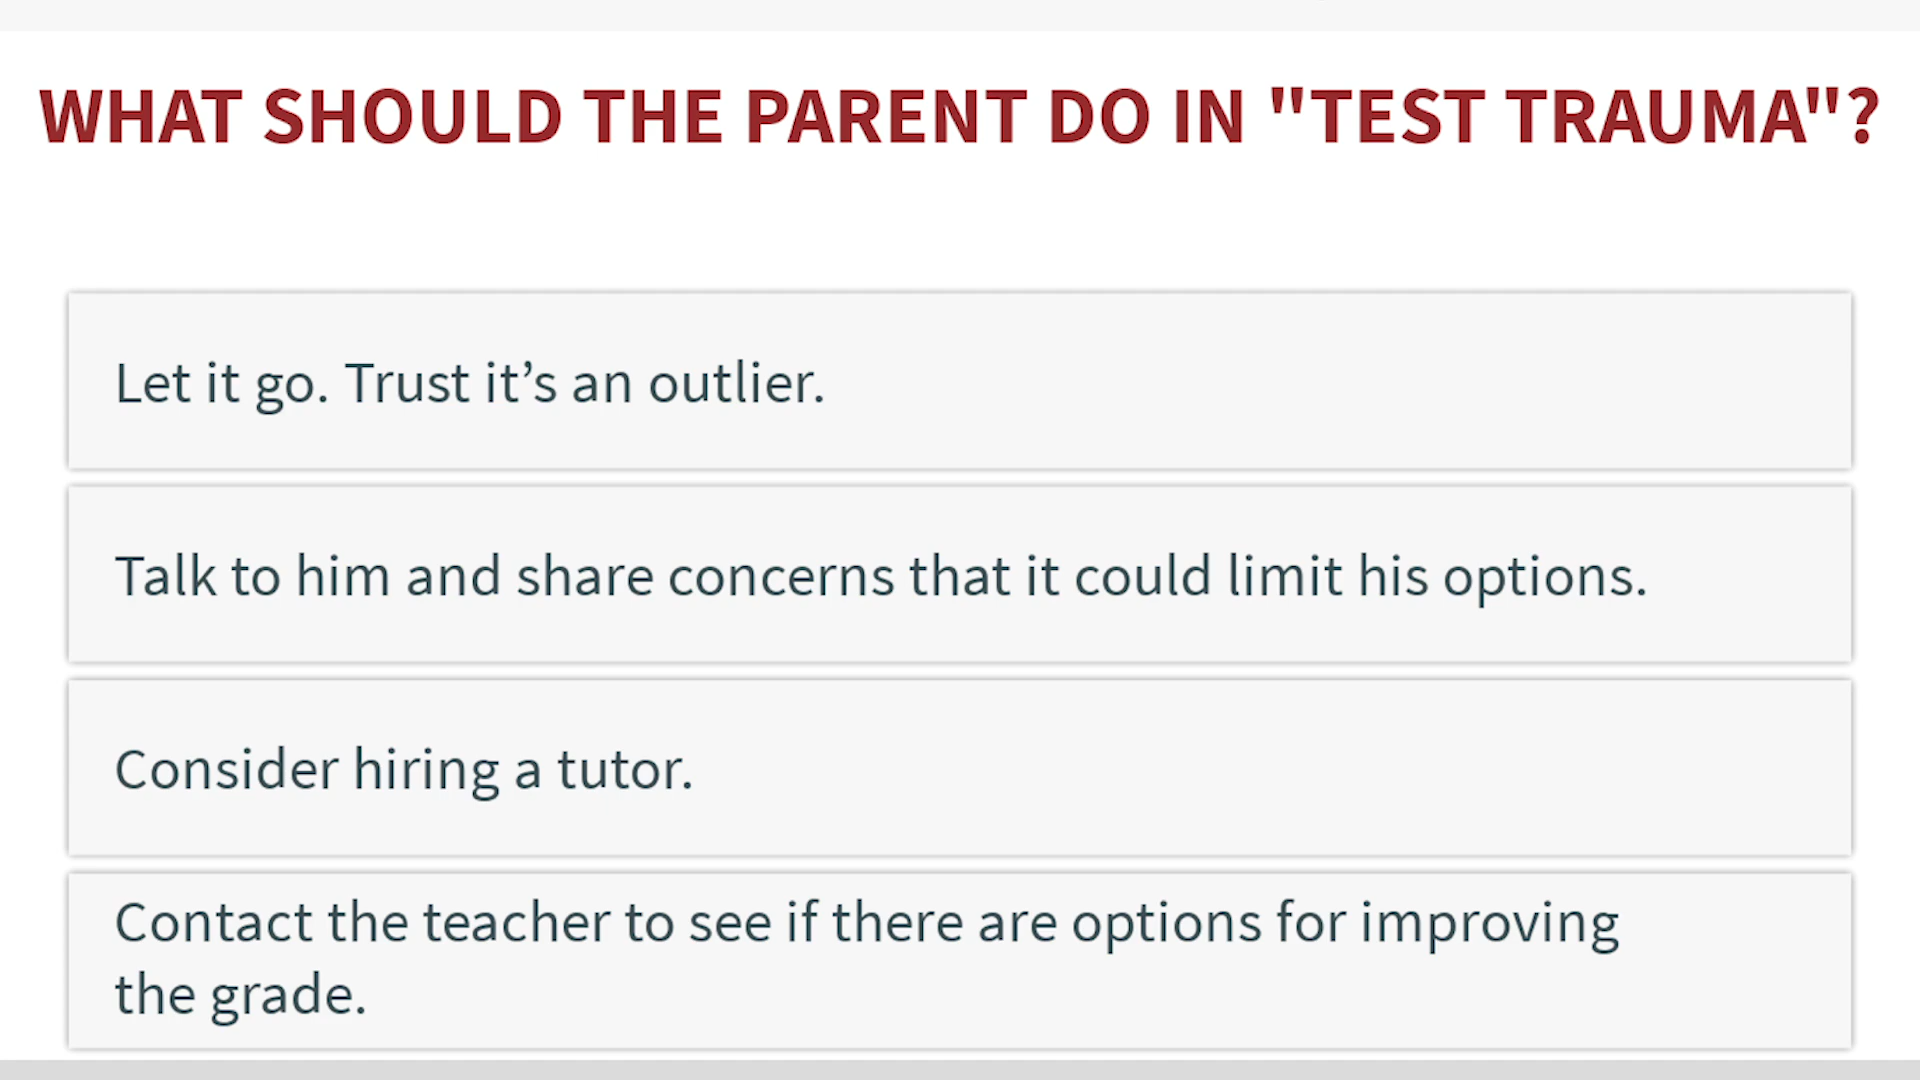 WHAT SHOULD THE PARENT DO IN "TEST TRAUMA"?
Let it go. Trust it’s an outlier.
Talk to him and share concerns that it could limit his options.
Consider hiring a tutor.
Contact the teacher to see if there are options for improving
the grade.